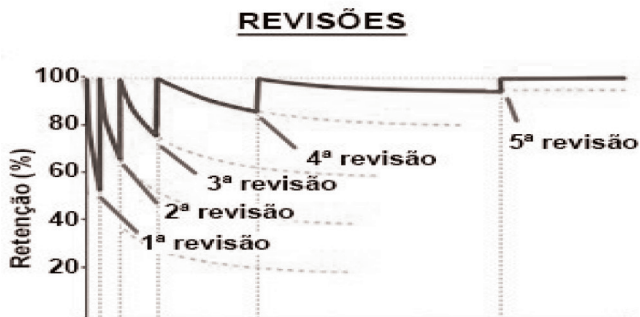 REVISÕES
Retenção (%)
100
80
60
40
20
1ª revisão
2ª revisão
3ª revisão
4ª revisão
5ª revisão